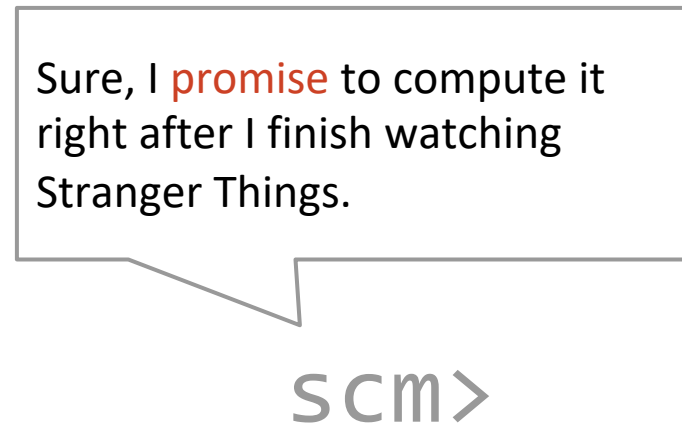 Sure, I promise to compute it
right after I finish watching
Stranger Things.
scm>